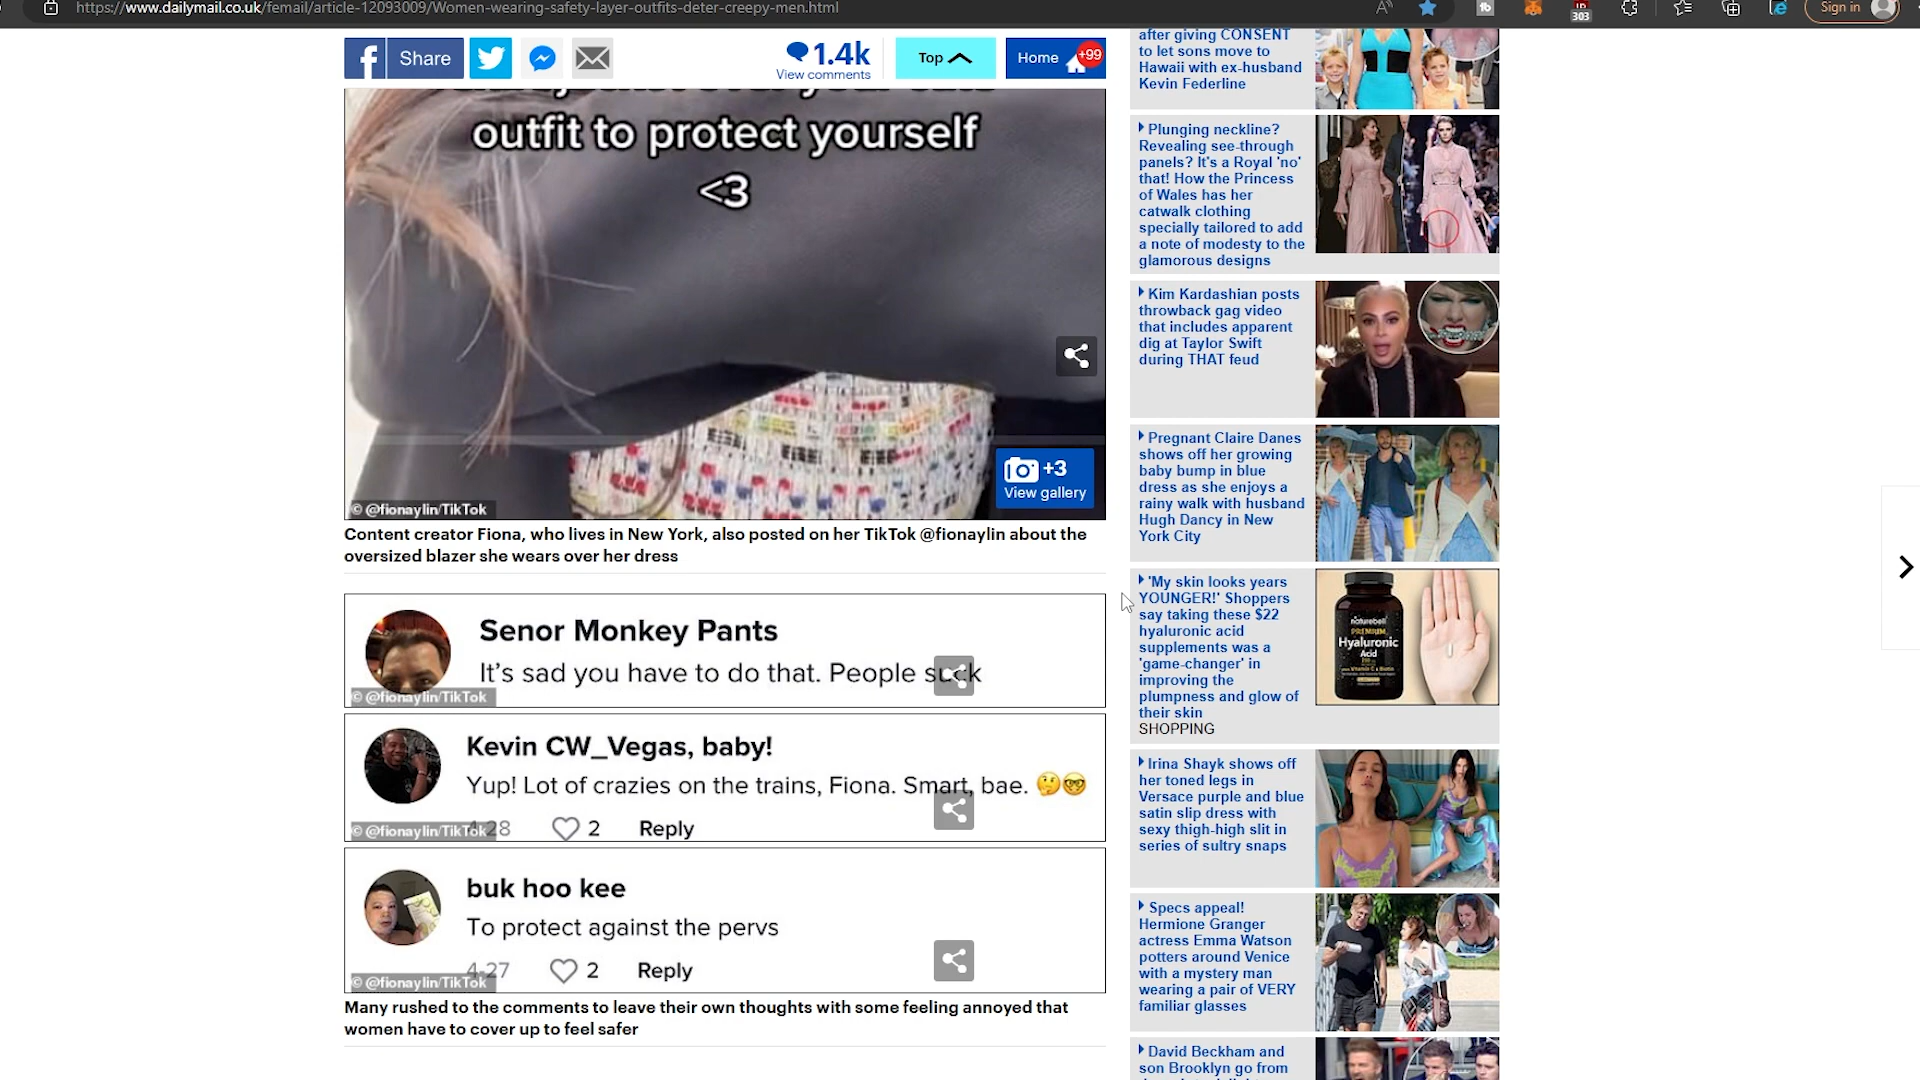 https://www.dailymail.co.uk/femail/article-12093009/Women-wearing-safety-layer-outfits-deter-creepy-men.html
303
Sign in
Share
1.4k
View comments
Top
Home
+99
outfit to protect yourself
<3
+3
View gallery
© @fionaylin/TikTok
Content creator Fiona, who lives in New York, also posted on her TikTok @fionaylin about the
oversized blazer she wears over her dress
Senor Monkey Pants
It's sad you have to do that. People suck
© @fionaylin/TikTok
Kevin CW_Vegas, baby!
Yup! Lot of crazies on the trains, Fiona. Smart, bae. 🤔🤓
© @fionaylin/TikTok
4-28
2
Reply
buk hoo kee
To protect against the pervs
4-27
2
Reply
© @fionaylin/TikTok
Many rushed to the comments to leave their own thoughts with some feeling annoyed that
women have to cover up to feel safer
after giving CONSENT
to let sons move to
Hawaii with ex-husband
Kevin Federline
Plunging neckline?
Revealing see-through
panels? It's a Royal 'no'
that! How the Princess
of Wales has her
catwalk clothing
specially tailored to add
a note of modesty to the
glamorous designs
Kim Kardashian posts
throwback gag video
that includes apparent
dig at Taylor Swift
during THAT feud
Pregnant Claire Danes
shows off her growing
baby bump in blue
dress as she enjoys a
rainy walk with husband
Hugh Dancy in New
York City
'My skin looks years
YOUNGER!' Shoppers
say taking these $22
hyaluronic acid
supplements was a
'game-changer' in
improving the
plumpness and glow of
their skin
SHOPPING
naturebell
PREMIUM
Hyaluronic
Acid
Irina Shayk shows off
her toned legs in
Versace purple and blue
satin slip dress with
sexy thigh-high slit in
series of sultry snaps
Specs appeal!
Hermione Granger
actress Emma Watson
potters around Venice
with a mystery man
wearing a pair of VERY
familiar glasses
David Beckham and
son Brooklyn go from